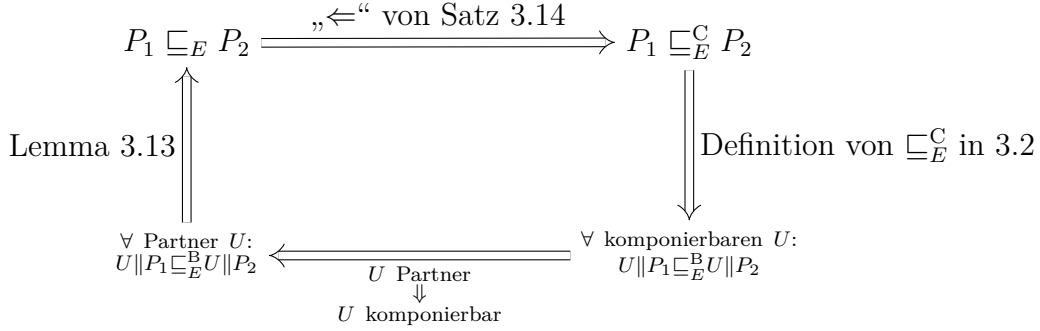 „⇐“ von Satz 3.14
P₁ ⊑_E P₂
P₁ ⊑_E^C P₂
Lemma 3.13
Definition von ⊑_E^C in 3.2
∀ Partner U:
U‖P₁⊑_E^B U‖P₂
∀ komponierbaren U:
U‖P₁⊑_E^B U‖P₂
U Partner
⇓
U komponierbar